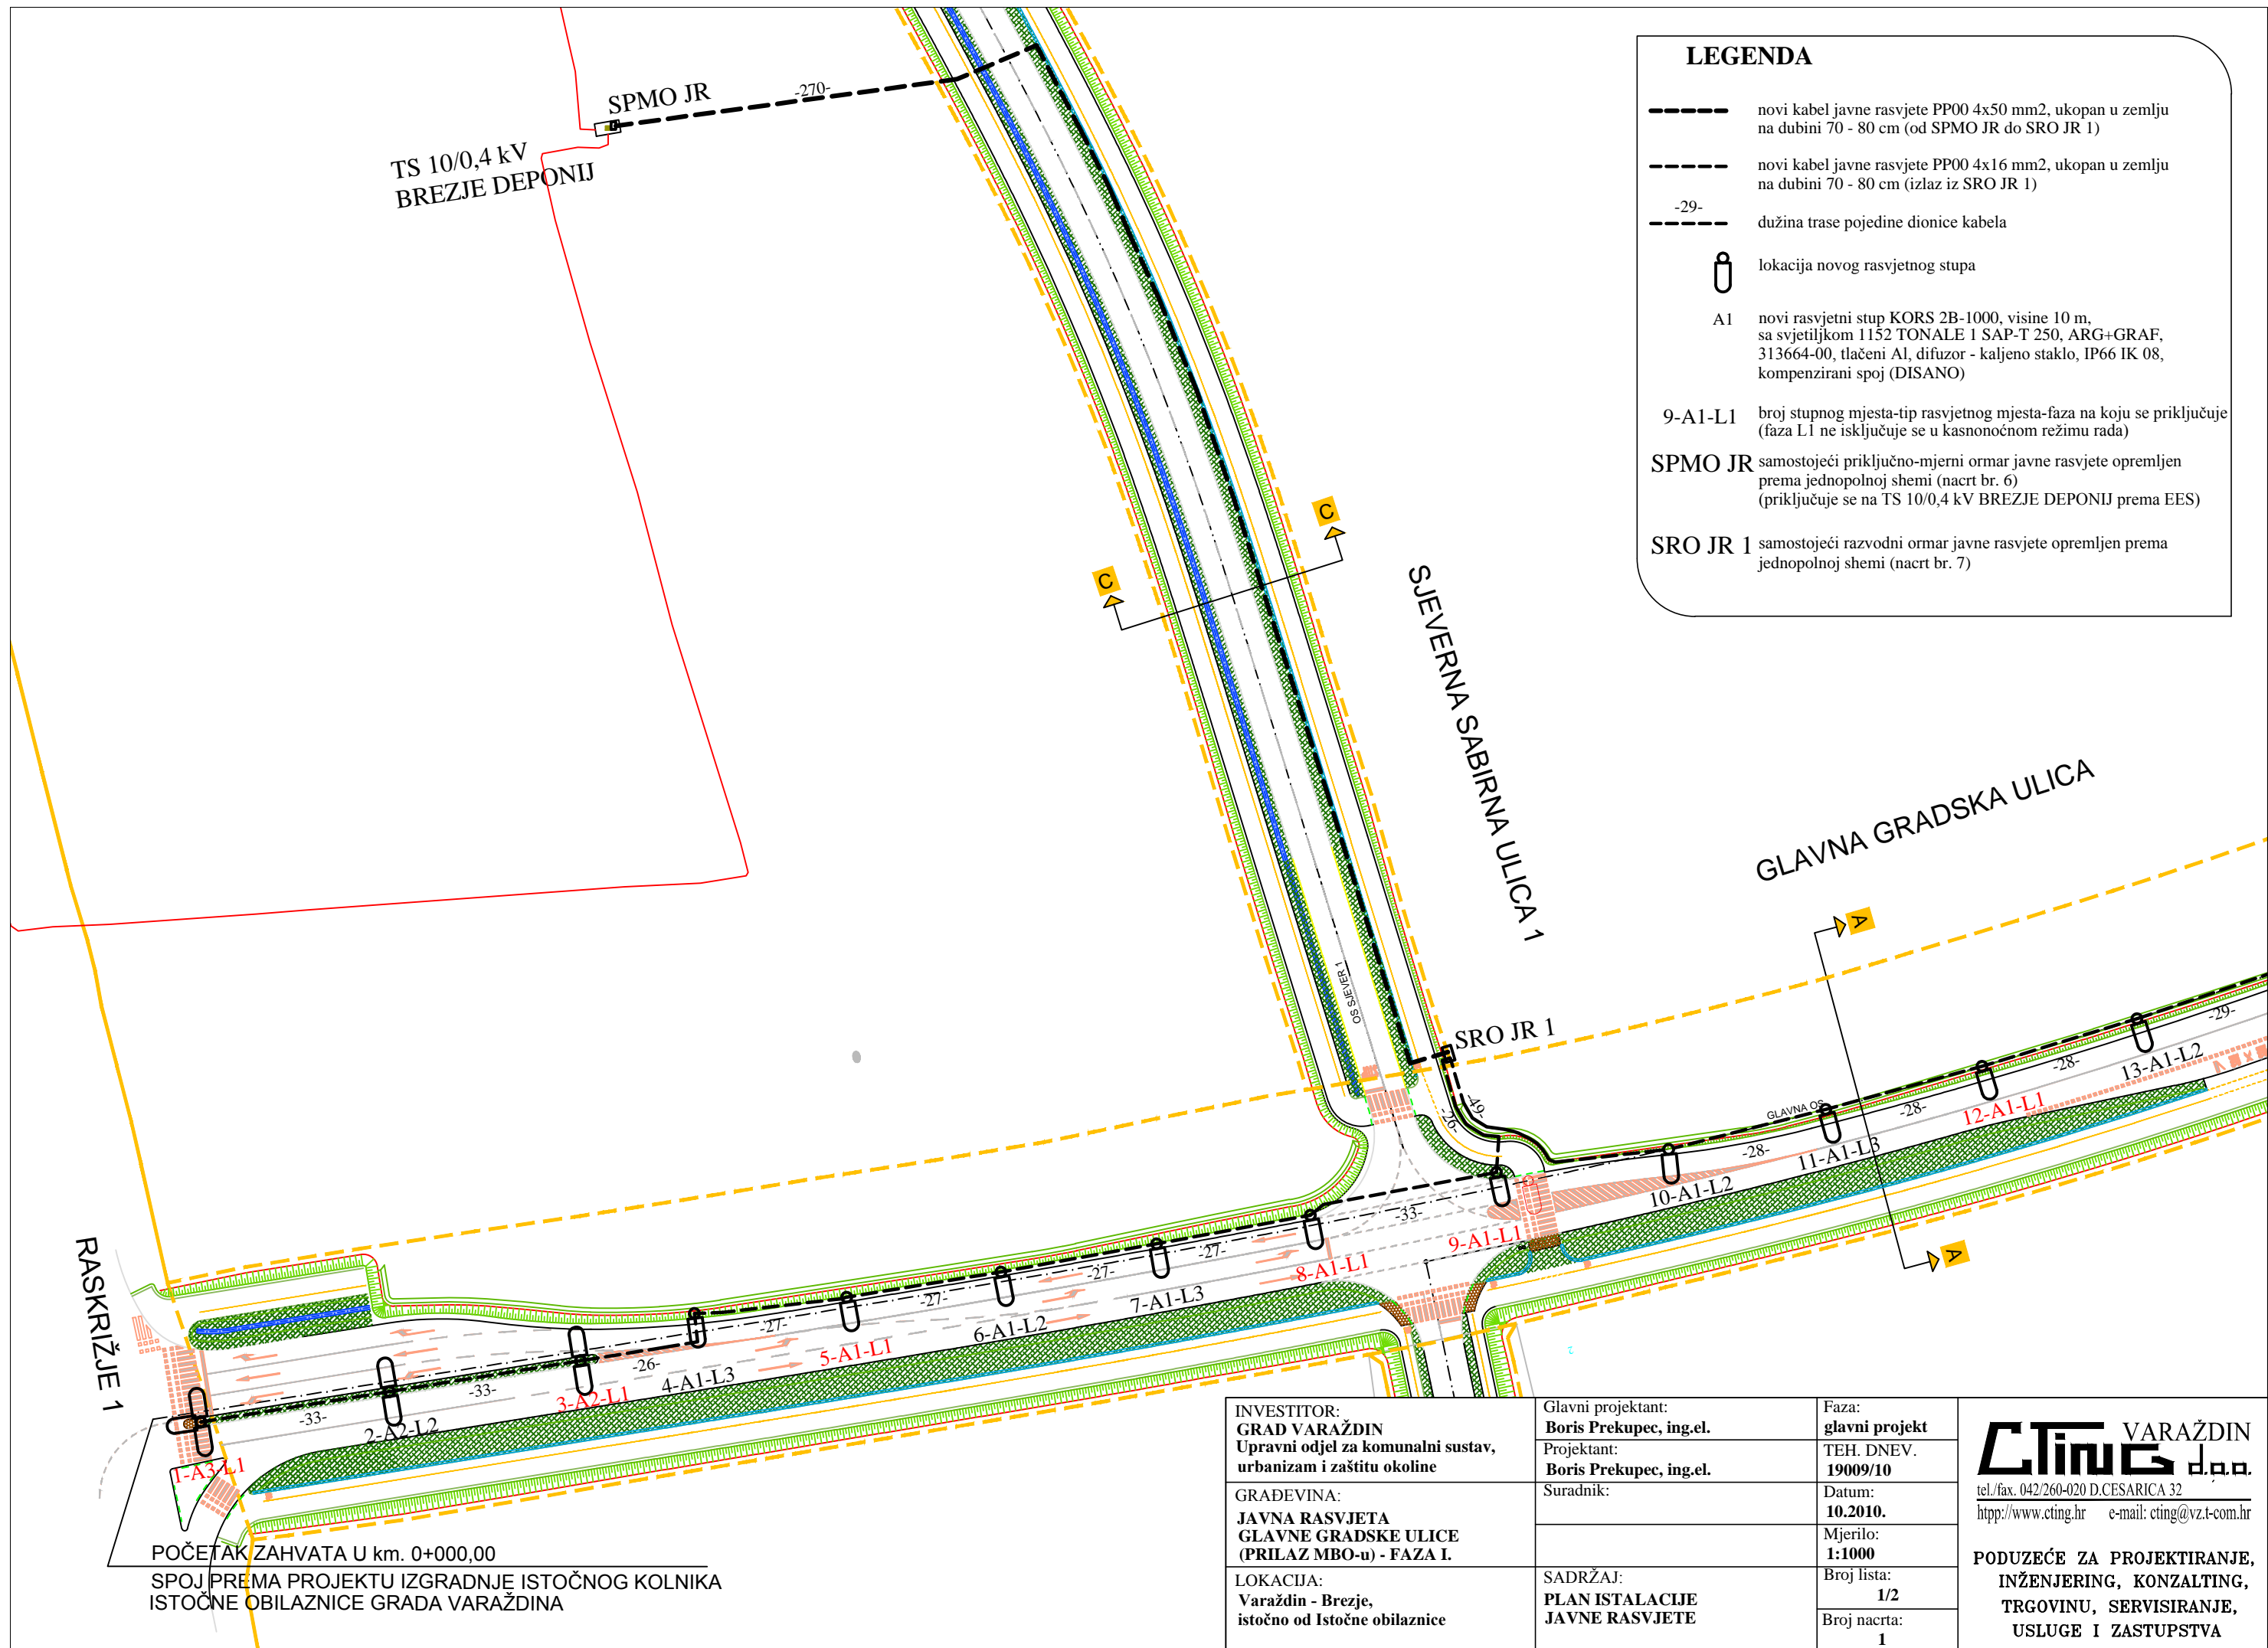 LEGENDA
novi kabel javne rasvjete PP00 4x50 mm2, ukopan u zemlju
na dubini 70 - 80 cm (od SPMO JR do SRO JR 1)
novi kabel javne rasvjete PP00 4x16 mm2, ukopan u zemlju
na dubini 70 - 80 cm (izlaz iz SRO JR 1)
-29-
dužina trase pojedine dionice kabela
lokacija novog rasvjetnog stupa
A1 novi rasvjetni stup KORS 2B-1000, visine 10 m,
sa svjetiljkom 1152 TONALE 1 SAP-T 250, ARG+GRAF,
313664-00, tlačeni Al, difuzor - kaljeno staklo, IP66 IK 08,
kompenzirani spoj (DISANO)
9-A1-L1 broj stupnog mjesta-tip rasvjetnog mjesta-faza na koju se priključuje
(faza L1 ne isključuje se u kasnonoćnom režimu rada)
SPMO JR samostojeći priključno-mjerni ormar javne rasvjete opremljen
prema jednopolnoj shemi (nacrt br. 6)
(priključuje se na TS 10/0,4 kV BREZJE DEPONIJ prema EES)
SRO JR 1 samostojeći razvodni ormar javne rasvjete opremljen prema
jednopolnoj shemi (nacrt br. 7)
SPMO JR
-270-
TS 10/0,4 kV
BREZJE DEPONIJ
C
C
SJEVERNA SABIRNA ULICA 1
GLAVNA GRADSKA ULICA
A
A
OS SJEVER 1
SRO JR 1
-49-
-26-
GLAVNA OS
-29-
13-A1-L2
-28-
12-A1-L1
-28-
11-A1-L3
-28-
10-A1-L2
9-A1-L1
-33-
8-A1-L1
-27-
7-A1-L3
-27-
6-A1-L2
-27-
5-A1-L1
-27-
4-A1-L3
-26-
3-A2-L1
-33-
2-A2-L2
-33-
1-A3-L1
RASKRIŽJE 1
POČETAK ZAHVATA U km. 0+000,00
SPOJ PREMA PROJEKTU IZGRADNJE ISTOČNOG KOLNIKA
ISTOČNE OBILAZNICE GRADA VARAŽDINA
INVESTITOR:
GRAD VARAŽDIN
Upravni odjel za komunalni sustav,
urbanizam i zaštitu okoline
GRAĐEVINA:
JAVNA RASVJETA
GLAVNE GRADSKE ULICE
(PRILAZ MBO-u) - FAZA I.
LOKACIJA:
Varaždin - Brezje,
istočno od Istočne obilaznice
Glavni projektant:
Boris Prekupec, ing.el.
Projektant:
Boris Prekupec, ing.el.
Suradnik:
SADRŽAJ:
PLAN ISTALACIJE
JAVNE RASVJETE
Faza:
glavni projekt
TEH. DNEV.
19009/10
Datum:
10.2010.
Mjerilo:
1:1000
Broj lista:
1/2
Broj nacrta:
1
CTing VARAŽDIN
d.o.o.
tel./fax. 042/260-020 D.CESARICA 32
htpp://www.cting.hr e-mail: cting@vz.t-com.hr
PODUZEĆE ZA PROJEKTIRANJE,
INŽENJERING, KONZALTING,
TRGOVINU, SERVISIRANJE,
USLUGE I ZASTUPSTVA